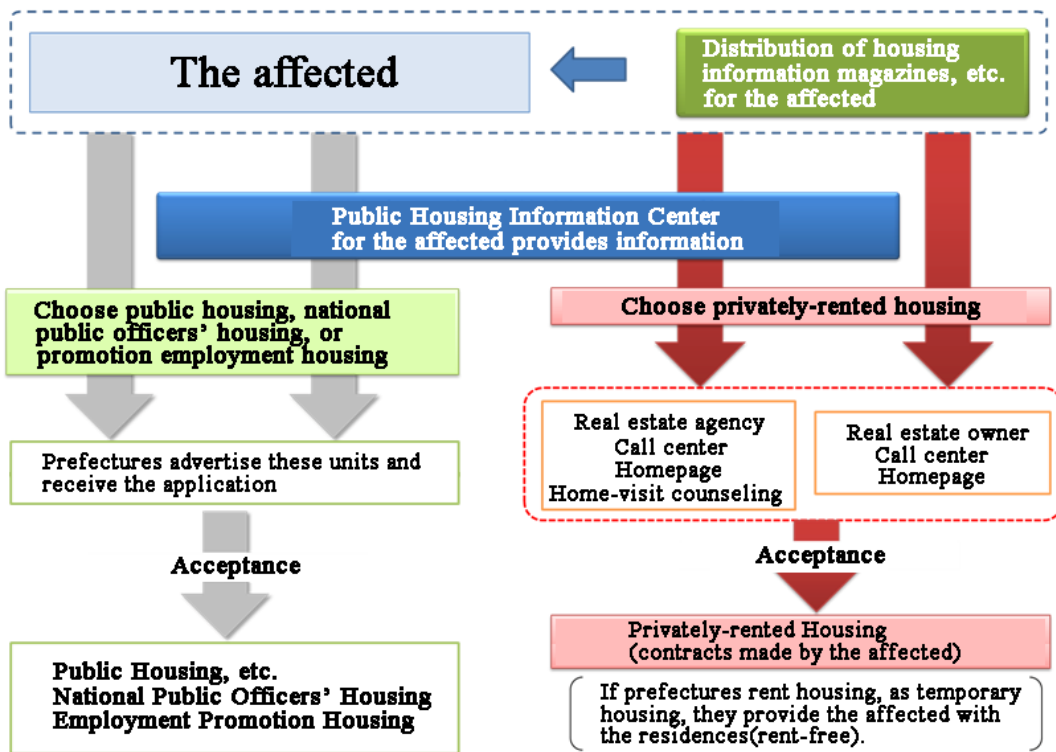 The affected
Distribution of housing
information magazines, etc.
for the affected
Public Housing Information Center
for the affected provides information
Choose public housing, national
public officers’ housing, or
promotion employment housing
Choose privately-rented housing
Prefectures advertise these units and
receive the application
Real estate agency
Call center
Homepage
Home-visit counseling
Real estate owner
Call center
Homepage
Acceptance
Acceptance
Public Housing, etc.
National Public Officers’ Housing
Employment Promotion Housing
Privately-rented Housing
(contracts made by the affected)
If prefectures rent housing, as temporary
housing, they provide the affected with
the residences(rent-free).